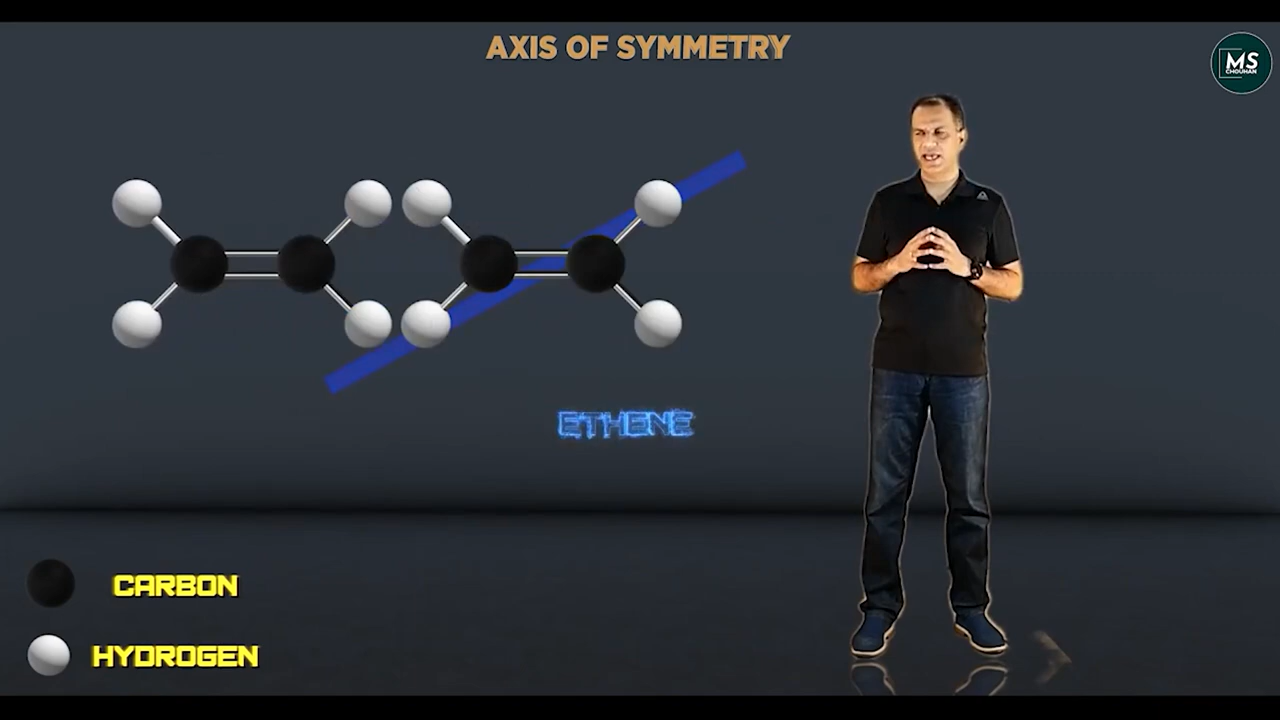 AXIS OF SYMMETRY
MS
CHOUHAN
ETHENE
CARBON
HYDROGEN